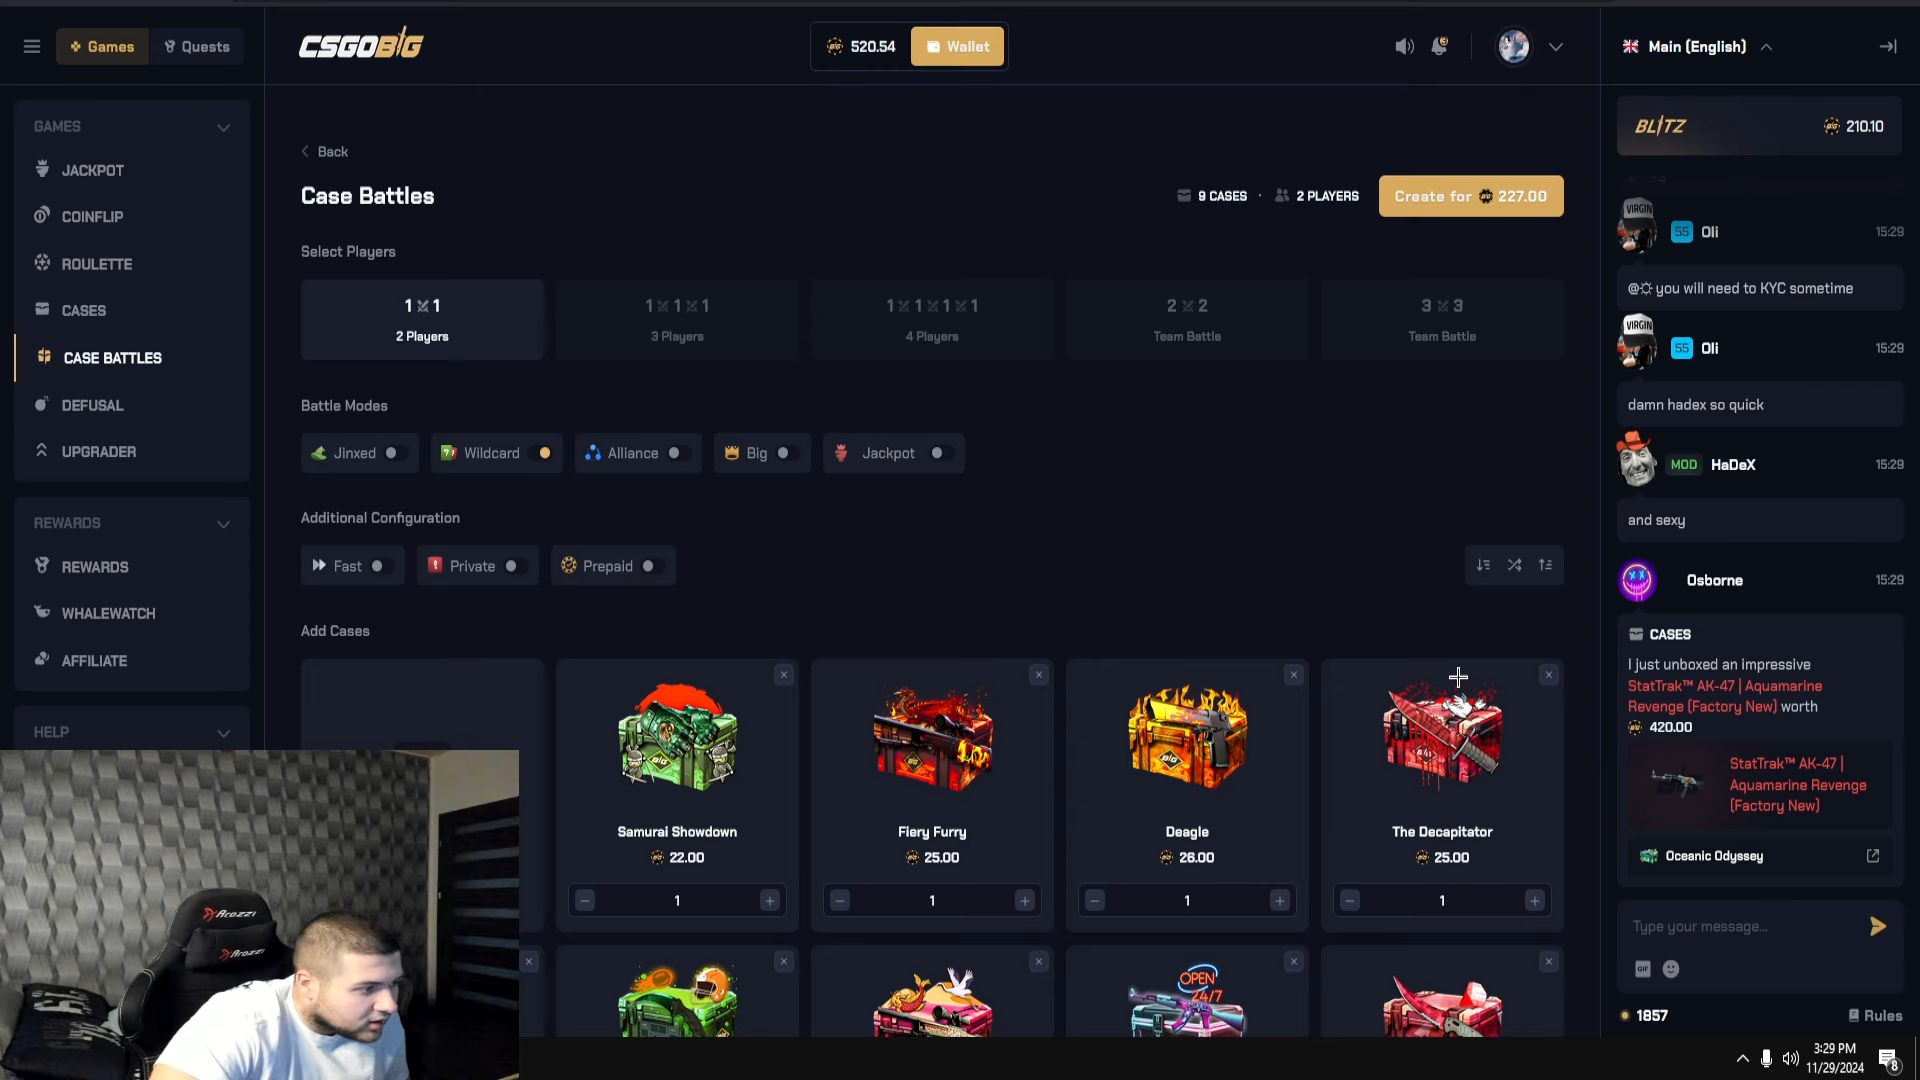 Games
Quests
CSGOBIG
520.54
Wallet
Main (English)
GAMES
JACKPOT
COINFLIP
ROULETTE
CASES
CASE BATTLES
DEFUSAL
UPGRADER
REWARDS
REWARDS
WHALEWATCH
AFFILIATE
HELP
Back
Case Battles
9 CASES · 2 PLAYERS
Create for 227.00
Select Players
1 1
2 Players
1 1 1
3 Players
1 1 1 1
4 Players
2 2
Team Battle
3 3
Team Battle
Battle Modes
Jinxed
Wildcard
Alliance
Big
Jackpot
Additional Configuration
Fast
Private
Prepaid
Add Cases
Samurai Showdown
22.00
1
Fiery Furry
25.00
1
Deagle
26.00
1
The Decapitator
25.00
1
OPEN
24/7
Arozzi
Arozzi
BLITZ
210.10
VIRGIN
55 Oli 15:29
@☼ you will need to KYC sometime
VIRGIN
55 Oli 15:29
damn hadex so quick
MOD HaDeX 15:29
and sexy
Osborne 15:29
CASES
I just unboxed an impressive
StatTrak™ AK-47 | Aquamarine
Revenge (Factory New) worth
420.00
StatTrak™ AK-47 |
Aquamarine Revenge
(Factory New)
Oceanic Odyssey
Type your message...
GIF
1857
Rules
3:29 PM
11/29/2024
8